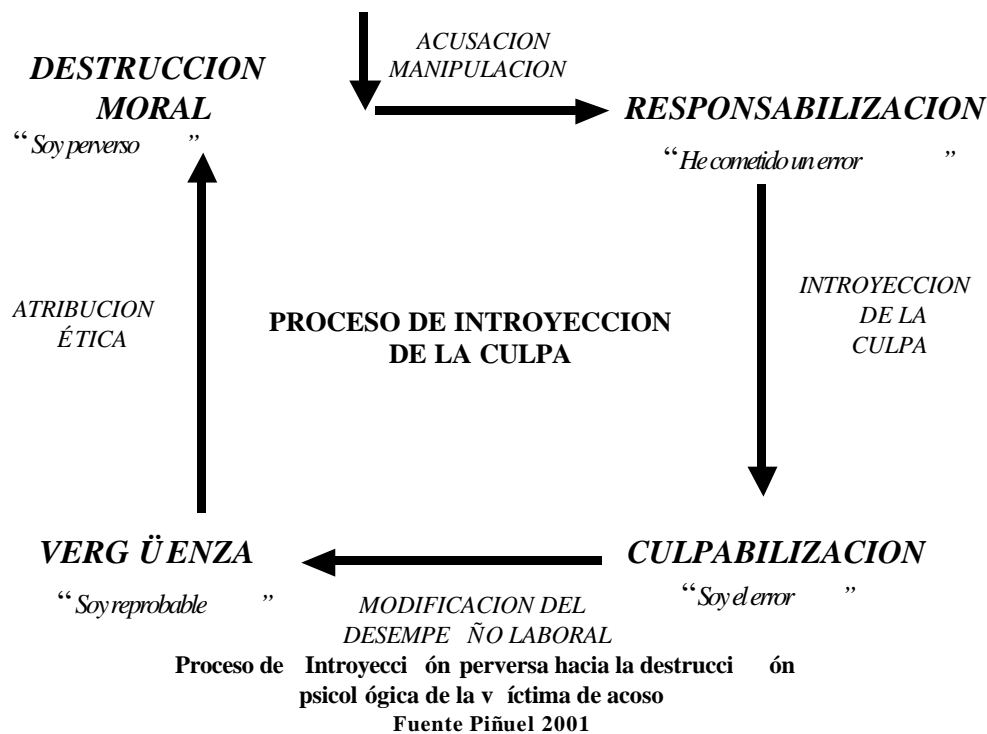 ACUSACION
MANIPULACION
DESTRUCCION
MORAL
“ Soy perverso ”
RESPONSABILIZACION
“ He cometido un error ”
ATRIBUCION
ÉTICA
PROCESO DE INTROYECCION
DE LA CULPA
INTROYECCION
DE LA
CULPA
VERG ÜENZA
“ Soy reprobable ”
MODIFICACION DEL
DESEMPE ÑO LABORAL
CULPABILIZACION
“ Soy el error ”
Proceso de Introyecci ón perversa hacia la destrucci ón
psicol ógica de la v íctima de acoso
Fuente Piñuel 2001